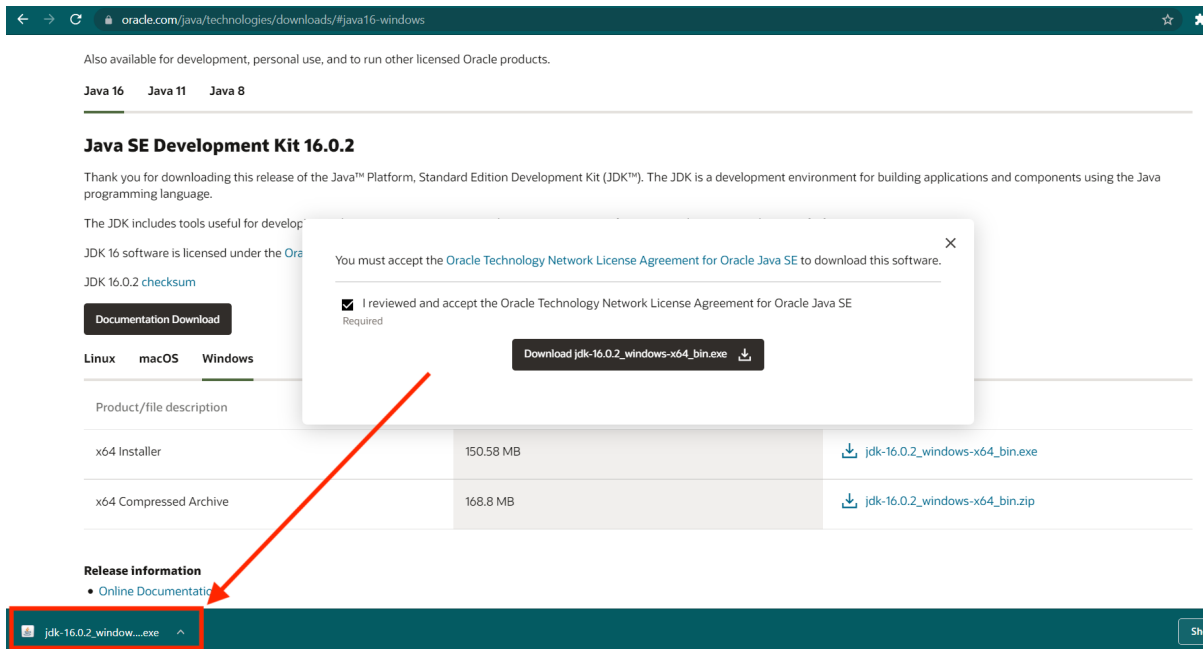 oracle.com/java/technologies/downloads/#java16-windows
Also available for development, personal use, and to run other licensed Oracle products.
Java 16 Java 11 Java 8
Java SE Development Kit 16.0.2
Thank you for downloading this release of the Java™ Platform, Standard Edition Development Kit (JDK™). The JDK is a development environment for building applications and components using the Java
programming language.
The JDK includes tools useful for develop
JDK 16 software is licensed under the Ora
JDK 16.0.2 checksum
You must accept the Oracle Technology Network License Agreement for Oracle Java SE to download this software.
I reviewed and accept the Oracle Technology Network License Agreement for Oracle Java SE
Required
Download jdk-16.0.2_windows-x64_bin.exe
Documentation Download
Linux macOS Windows
Product/file description
x64 Installer 150.58 MB jdk-16.0.2_windows-x64_bin.exe
x64 Compressed Archive 168.8 MB jdk-16.0.2_windows-x64_bin.zip
Release information
• Online Documentatio
jdk-16.0.2_window....exe
Sh